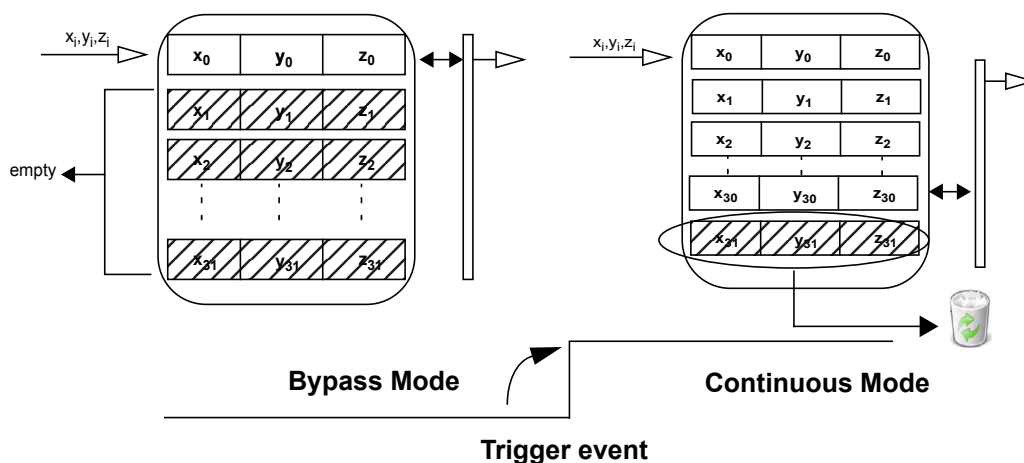 xᵢ,yᵢ,zᵢ
x₀ y₀ z₀
x₁ y₁ z₁
x₂ y₂ z₂
empty
x₃₁ y₃₁ z₃₁
xᵢ,yᵢ,zᵢ
x₀ y₀ z₀
x₁ y₁ z₁
x₂ y₂ z₂
x₃₀ y₃₀ z₃₀
x₃₁ y₃₁ z₃₁
Bypass Mode
Continuous Mode
Trigger event